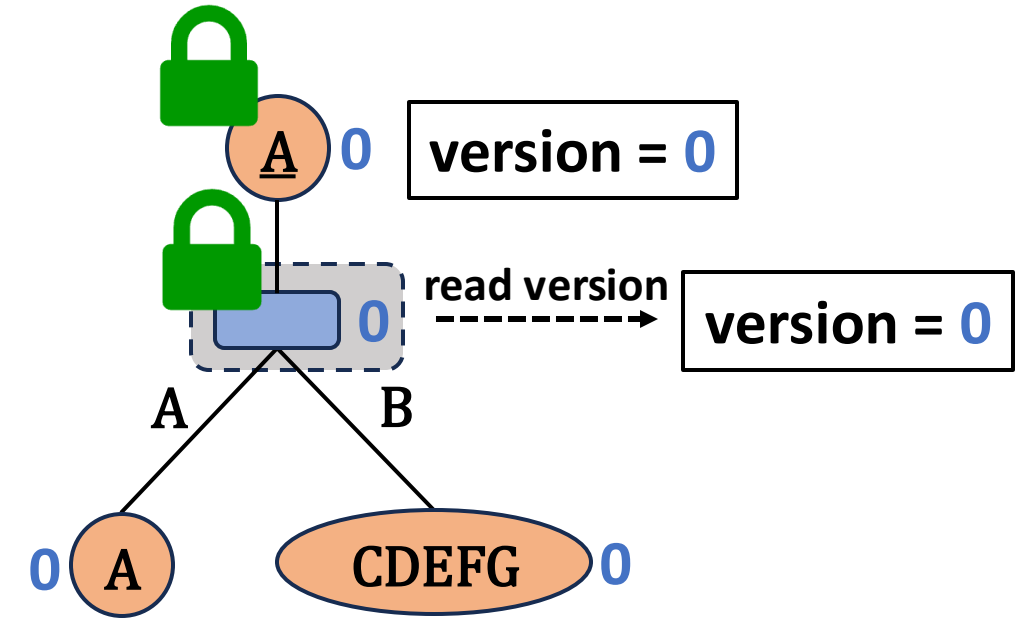 A 0 version = 0
read version
0 version = 0
A B
0 A CDEFG 0